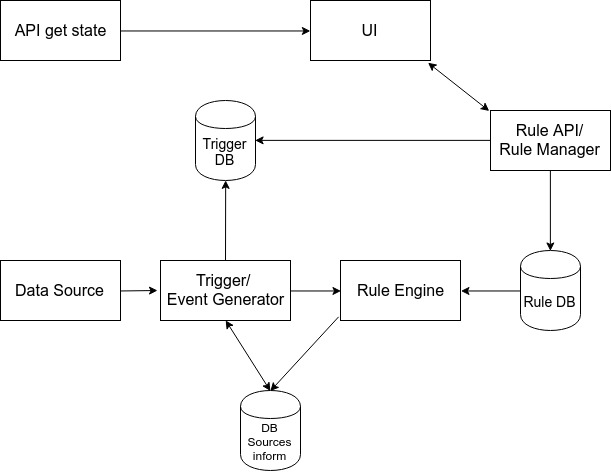 API get state
UI
Rule API/
Rule Manager
Trigger
DB
Data Source
Trigger/
Event Generator
Rule Engine
Rule DB
DB
Sources
inform